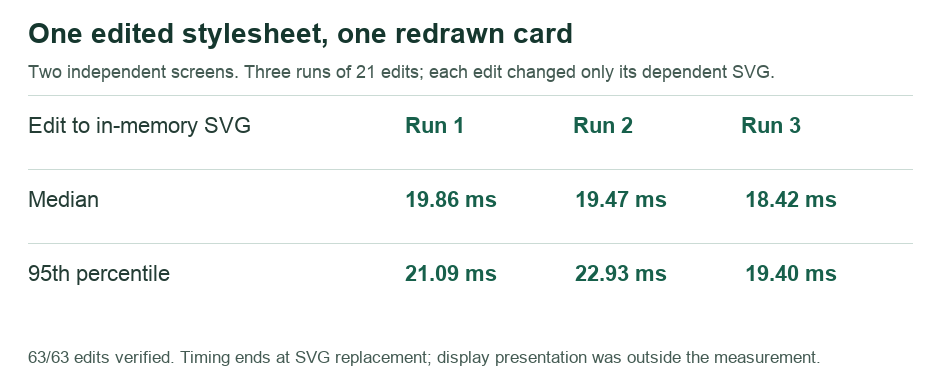 One edited stylesheet, one redrawn card
Two independent screens. Three runs of 21 edits; each edit changed only its dependent SVG.
Edit to in-memory SVG Run 1 Run 2 Run 3
Median 19.86 ms 19.47 ms 18.42 ms
95th percentile 21.09 ms 22.93 ms 19.40 ms
63/63 edits verified. Timing ends at SVG replacement; display presentation was outside the measurement.